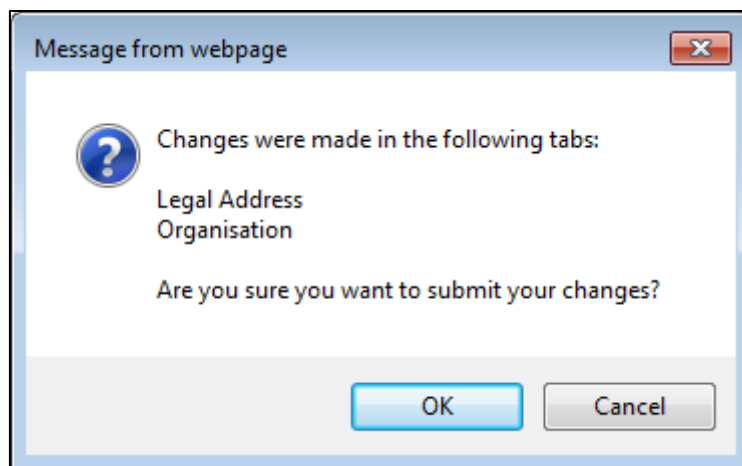 Message from webpage
Changes were made in the following tabs:
Legal Address
Organisation
Are you sure you want to submit your changes?
OK
Cancel